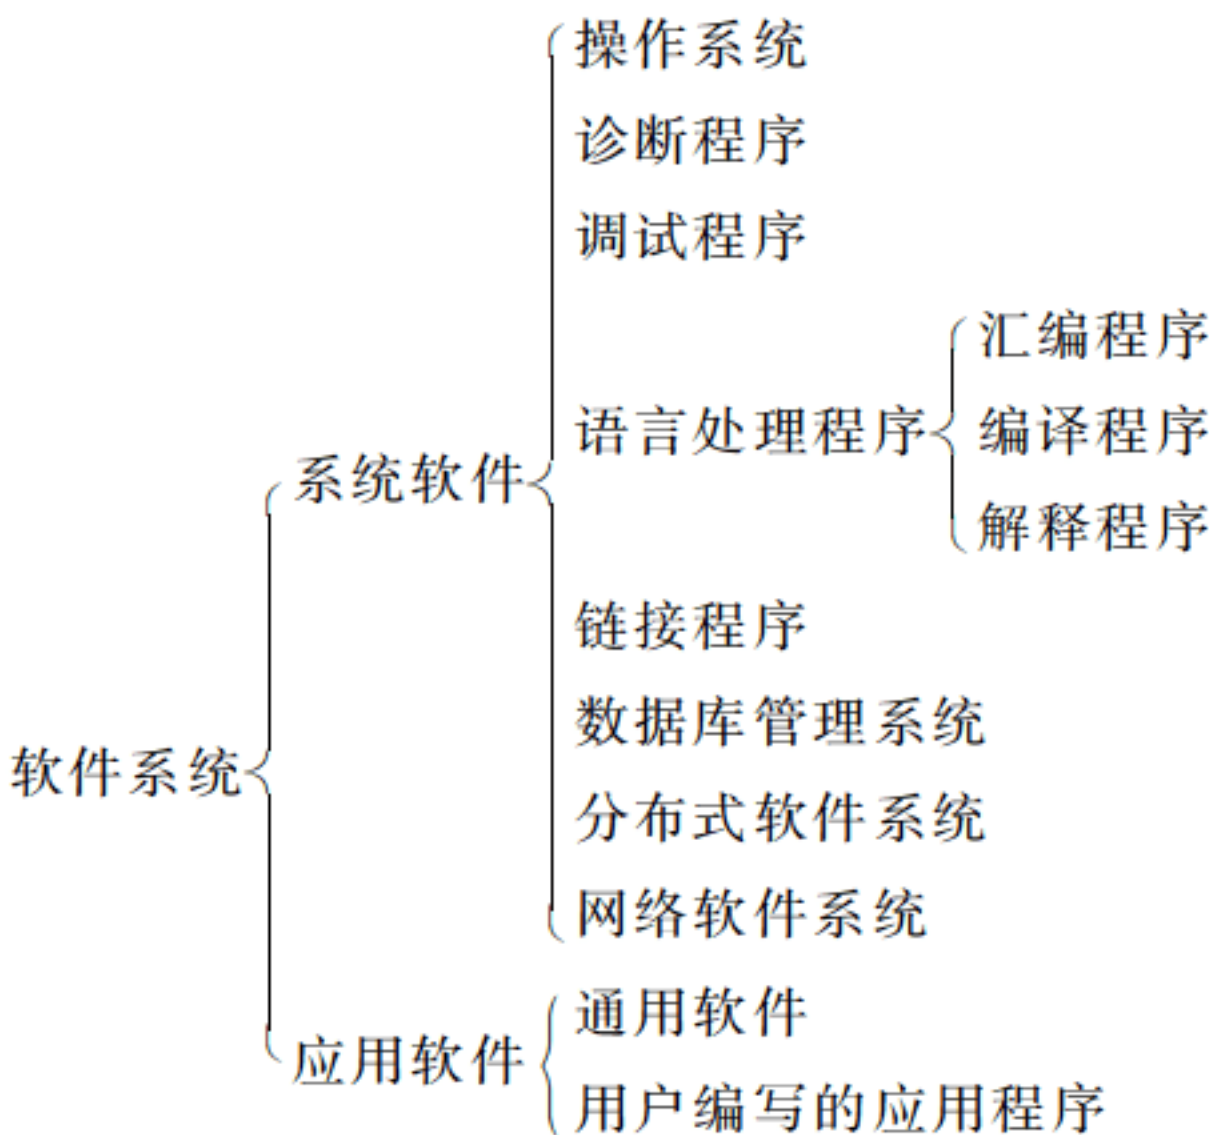 操作系统
诊断程序
调试程序
汇编程序
语言处理程序
编译程序
系统软件
解释程序
链接程序
数据库管理系统
软件系统
分布式软件系统
网络软件系统
通用软件
应用软件
用户编写的应用程序